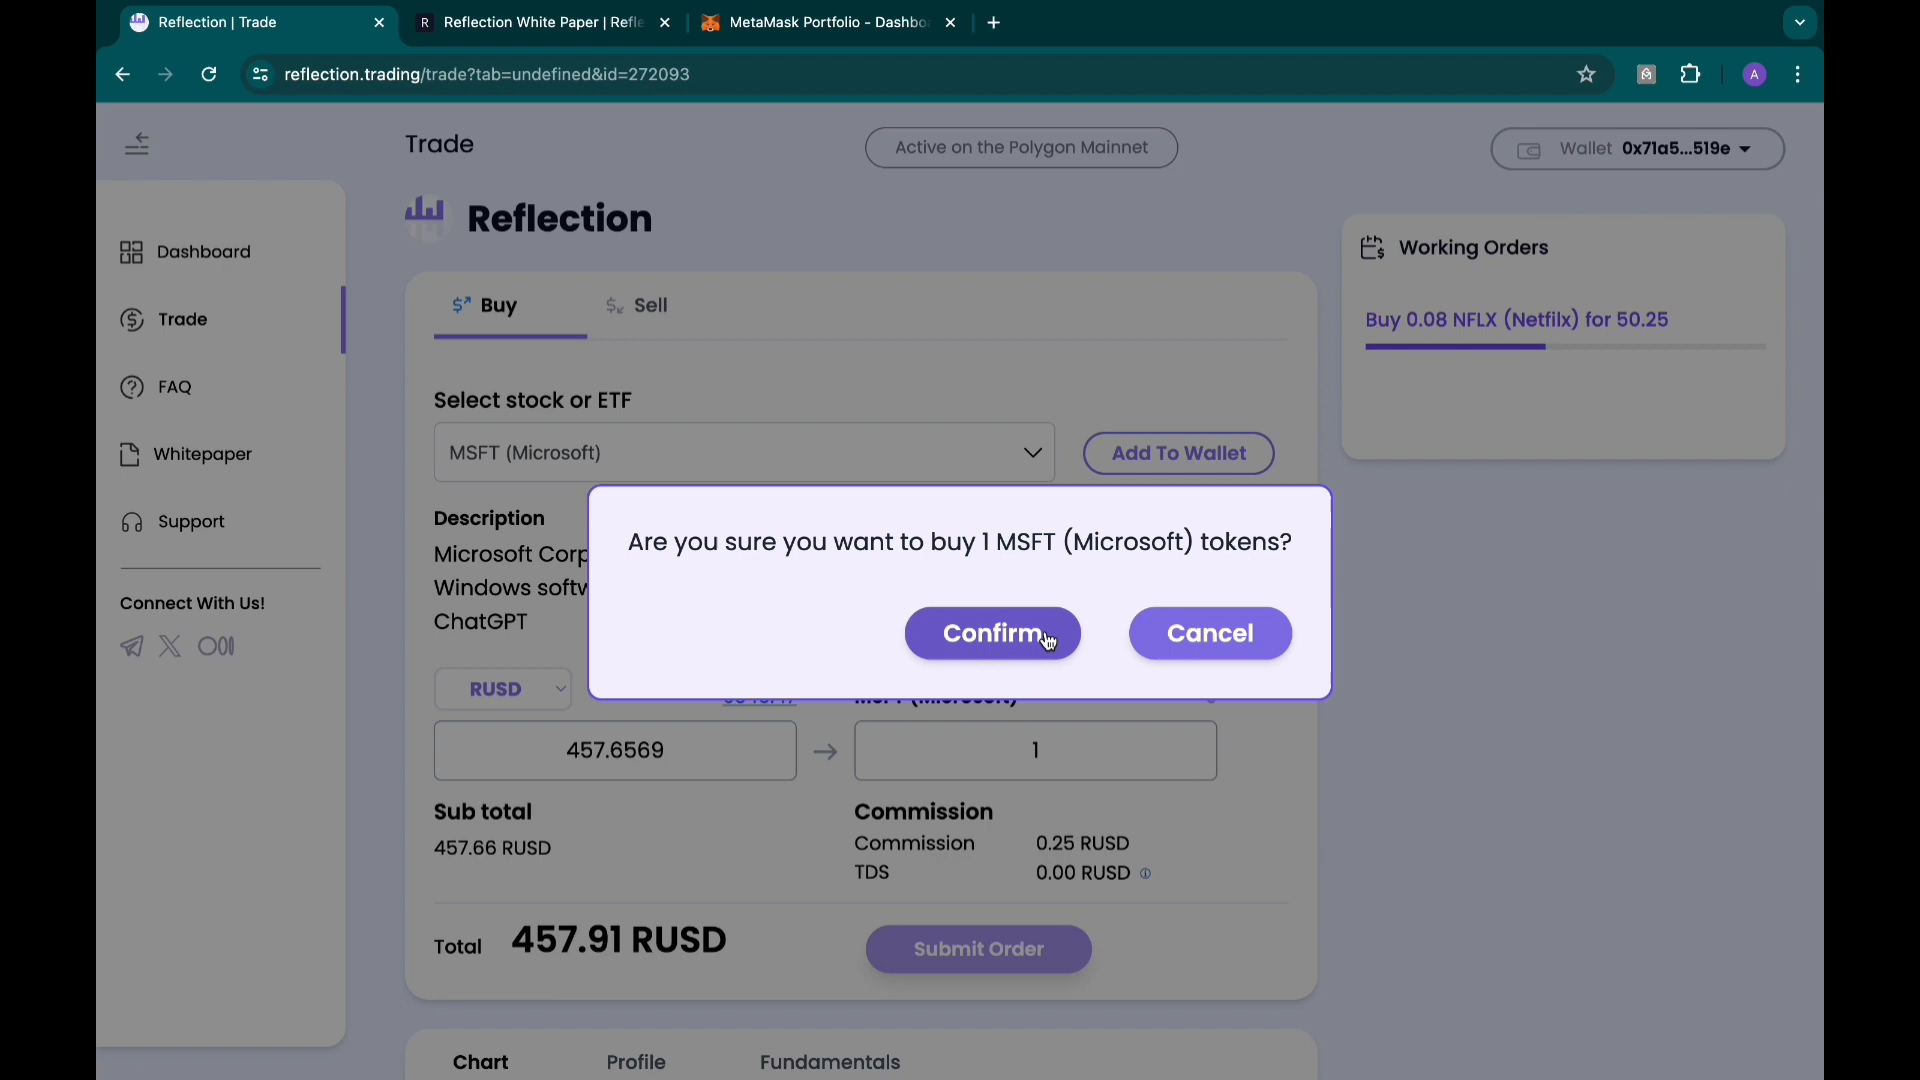 Reflection | Trade
R Reflection White Paper | Refle
MetaMask Portfolio - Dashbo
reflection.trading/trade?tab=undefined&id=272093
A
Trade
Active on the Polygon Mainnet
Wallet 0x71a5...519e
Reflection
Dashboard
Trade
FAQ
Whitepaper
Support
Connect With Us!
Buy
Sell
Select stock or ETF
MSFT (Microsoft)
Add To Wallet
Description
Microsoft Corp
Windows softw
ChatGPT
Are you sure you want to buy 1 MSFT (Microsoft) tokens?
Confirm
Cancel
RUSD
MSFT (Microsoft)
457.6569
1
Sub total
457.66 RUSD
Commission
Commission 0.25 RUSD
TDS 0.00 RUSD
Total 457.91 RUSD
Submit Order
Chart
Profile
Fundamentals
Working Orders
Buy 0.08 NFLX (Netfilx) for 50.25